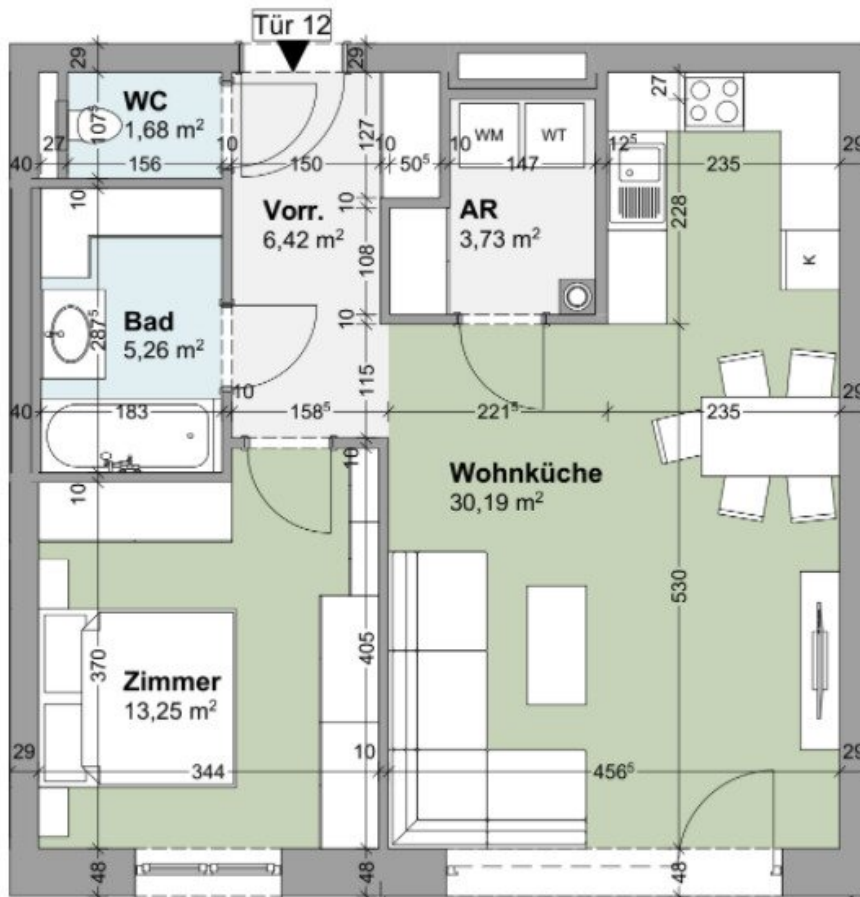 Tür 12
29
29
WC
1,68 m²
107⁵
27
40
156
10
150
127
10
50⁵
10
WM
WT
147
12⁵
27
235
29
Vorr.
6,42 m²
10
108
10
AR
3,73 m²
228
K
10
Bad
5,26 m²
287⁵
40
183
10
158⁵
115
221⁵
235
29
10
10
Wohnküche
30,19 m²
530
370
405
Zimmer
13,25 m²
29
344
10
456⁵
29
48
48
48